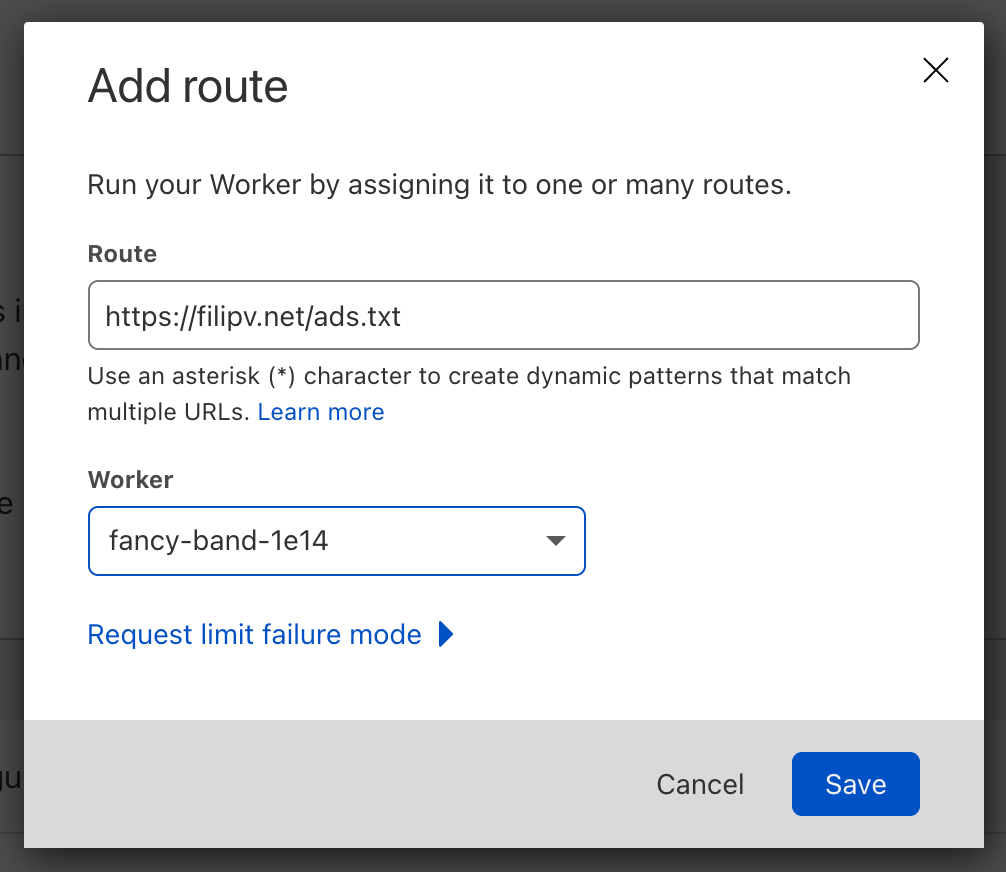 Add route
Run your Worker by assigning it to one or many routes.
Route
https://filipv.net/ads.txt
Use an asterisk (*) character to create dynamic patterns that match
multiple URLs. Learn more
Worker
fancy-band-1e14
Request limit failure mode
Cancel
Save